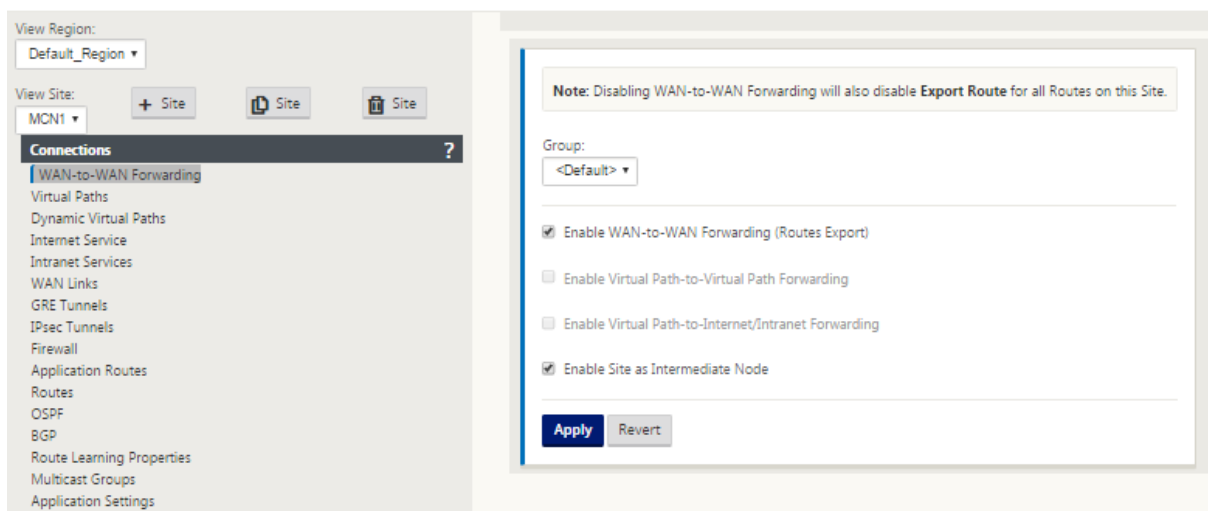 View Region:
Default_Region ▾
View Site:
MCN1 ▾
+ Site
Site
Site
Connections ?
WAN-to-WAN Forwarding
Virtual Paths
Dynamic Virtual Paths
Internet Service
Intranet Services
WAN Links
GRE Tunnels
IPsec Tunnels
Firewall
Application Routes
Routes
OSPF
BGP
Route Learning Properties
Multicast Groups
Application Settings
Note: Disabling WAN-to-WAN Forwarding will also disable Export Route for all Routes on this Site.
Group:
<Default> ▾
Enable WAN-to-WAN Forwarding (Routes Export)
Enable Virtual Path-to-Virtual Path Forwarding
Enable Virtual Path-to-Internet/Intranet Forwarding
Enable Site as Intermediate Node
Apply Revert